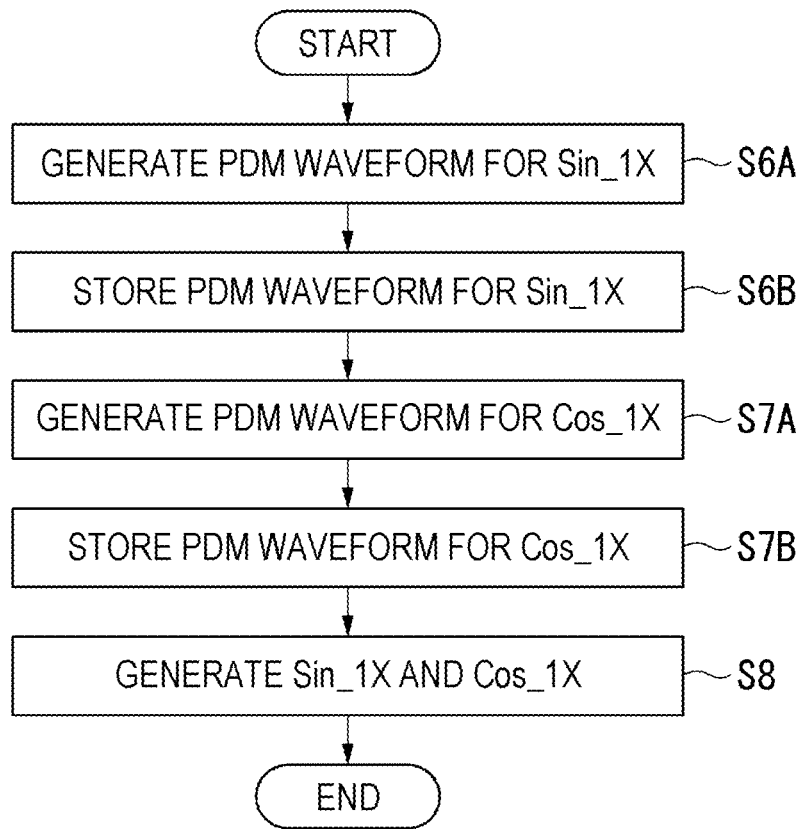 START
GENERATE PDM WAVEFORM FOR Sin_1X S6A
STORE PDM WAVEFORM FOR Sin_1X S6B
GENERATE PDM WAVEFORM FOR Cos_1X S7A
STORE PDM WAVEFORM FOR Cos_1X S7B
GENERATE Sin_1X AND Cos_1X S8
END